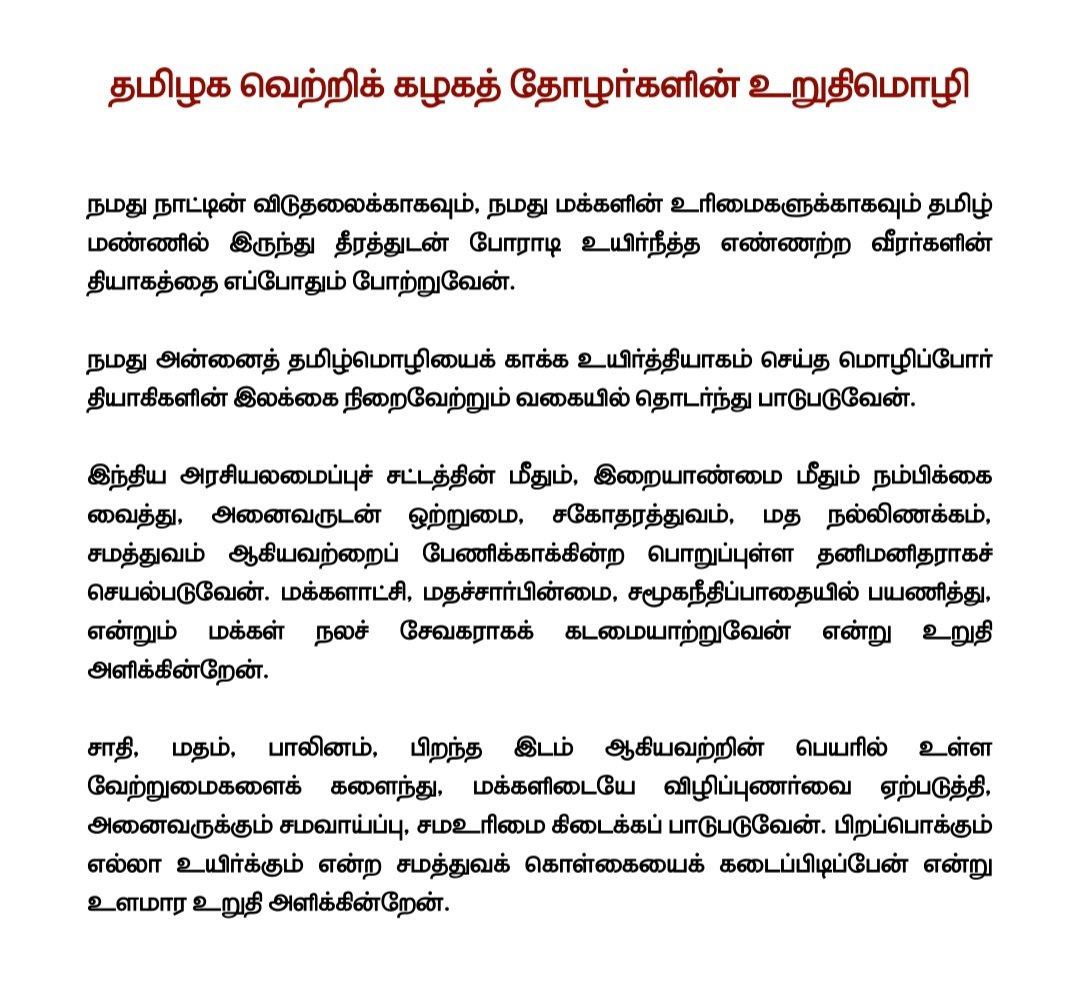 தமிழக வெற்றிக் கழகத் தோழர்களின் உறுதிமொழி
நமது நாட்டின் விடுதலைக்காகவும், நமது மக்களின் உரிமைகளுக்காகவும் தமிழ்
மண்ணில் இருந்து தீரத்துடன் போராடி உயிர்நீத்த எண்ணற்ற வீரர்களின்
தியாகத்தை எப்போதும் போற்றுவேன்.
நமது அன்னைத் தமிழ்மொழியைக் காக்க உயிர்த்தியாகம் செய்த மொழிப்போர்
தியாகிகளின் இலக்கை நிறைவேற்றும் வகையில் தொடர்ந்து பாடுபடுவேன்.
இந்திய அரசியலமைப்புச் சட்டத்தின் மீதும், இறையாண்மை மீதும் நம்பிக்கை
வைத்து, அனைவருடன் ஒற்றுமை, சகோதரத்துவம், மத நல்லிணக்கம்,
சமத்துவம் ஆகியவற்றைப் பேணிக்காக்கின்ற பொறுப்புள்ள தனிமனிதராகச்
செயல்படுவேன். மக்களாட்சி, மதச்சார்பின்மை, சமூகநீதிப்பாதையில் பயணித்து,
என்றும் மக்கள் நலச் சேவகராகக் கடமையாற்றுவேன் என்று உறுதி
அளிக்கின்றேன்.
சாதி, மதம், பாலினம், பிறந்த இடம் ஆகியவற்றின் பெயரில் உள்ள
வேற்றுமைகளைக் களைந்து, மக்களிடையே விழிப்புணர்வை ஏற்படுத்தி,
அனைவருக்கும் சமவாய்ப்பு, சமஉரிமை கிடைக்கப் பாடுபடுவேன். பிறப்பொக்கும்
எல்லா உயிர்க்கும் என்ற சமத்துவக் கொள்கையைக் கடைப்பிடிப்பேன் என்று
உளமார உறுதி அளிக்கின்றேன்.